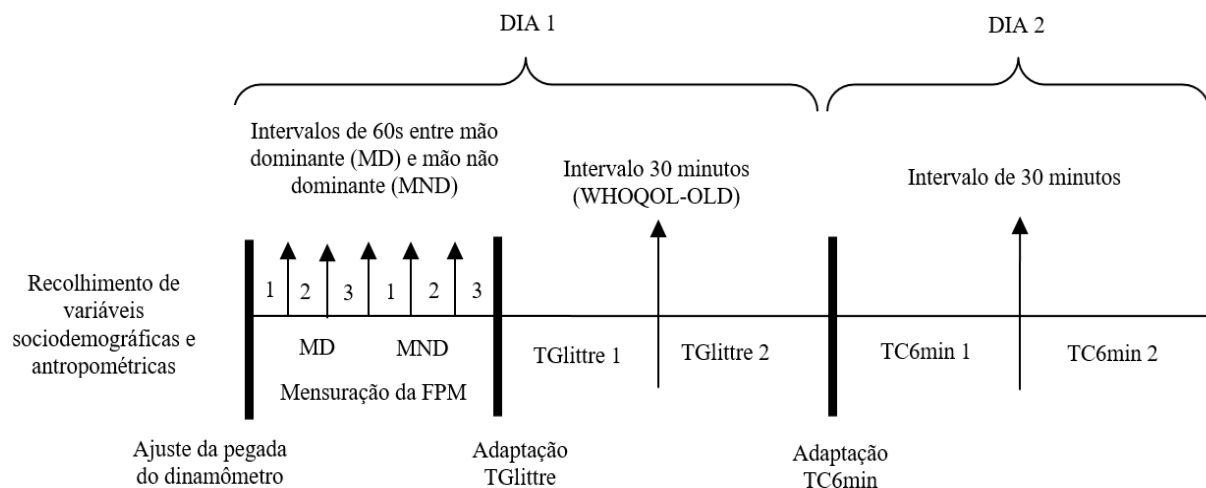 DIA 1
DIA 2
Intervalos de 60s entre mão
dominante (MD) e mão não
dominante (MND)
Intervalo 30 minutos
(WHOQOL-OLD)
Intervalo de 30 minutos
Recolhimento de
variáveis
sociodemográficas e
antropométricas
1 2 3 1 2 3
MD MND
Mensuração da FPM
TGlittre 1 TGlittre 2
TC6min 1 TC6min 2
Ajuste da pegada
do dinamômetro
Adaptação
TGlittre
Adaptação
TC6min